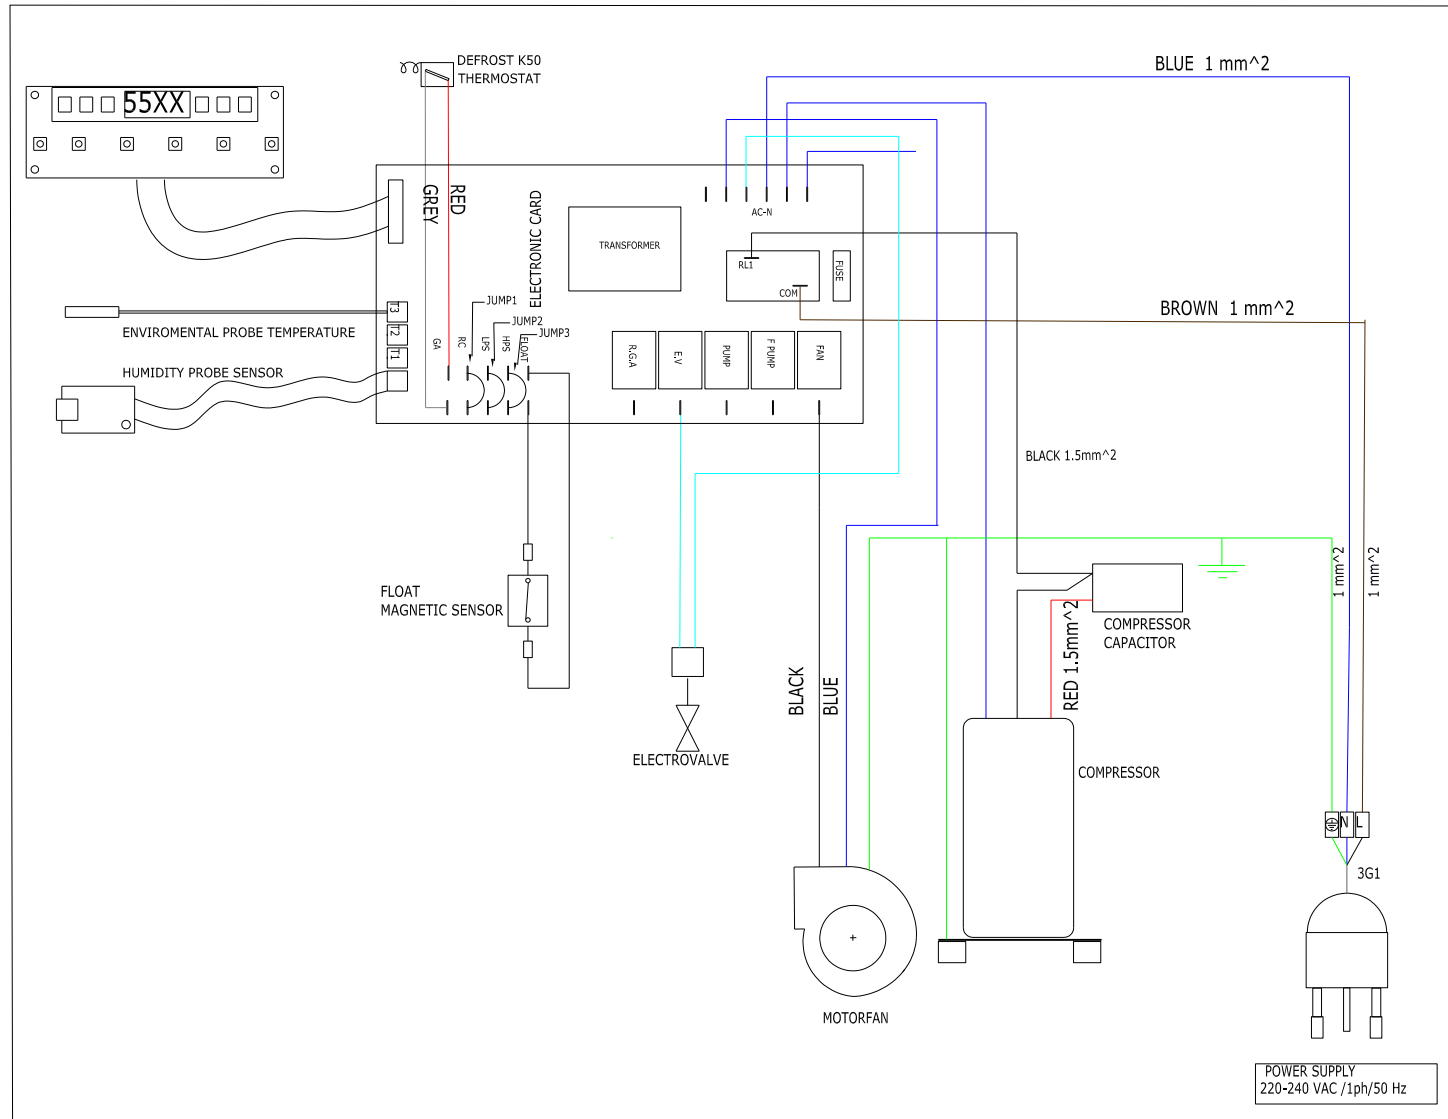 DEFROST K50
THERMOSTAT
BLUE 1 mm^2
55XX
GREY
RED
ELECTRONIC CARD
TRANSFORMER
AC-N
RL1
COM
FUSE
BROWN 1 mm^2
T3
T2
T1
ENVIROMENTAL PROBE TEMPERATURE
HUMIDITY PROBE SENSOR
JUMP1
JUMP2
JUMP3
GA
RC
LPS
HPS
FLOAT
R.G.A
E.V
PUMP
F PUMP
FAN
BLACK 1.5mm^2
FLOAT
MAGNETIC SENSOR
1 mm^2
1 mm^2
COMPRESSOR
CAPACITOR
RED 1.5mm^2
BLACK
BLUE
ELECTROVALVE
COMPRESSOR
N
L
3G1
MOTORFAN
POWER SUPPLY
220-240 VAC /1ph/50 Hz